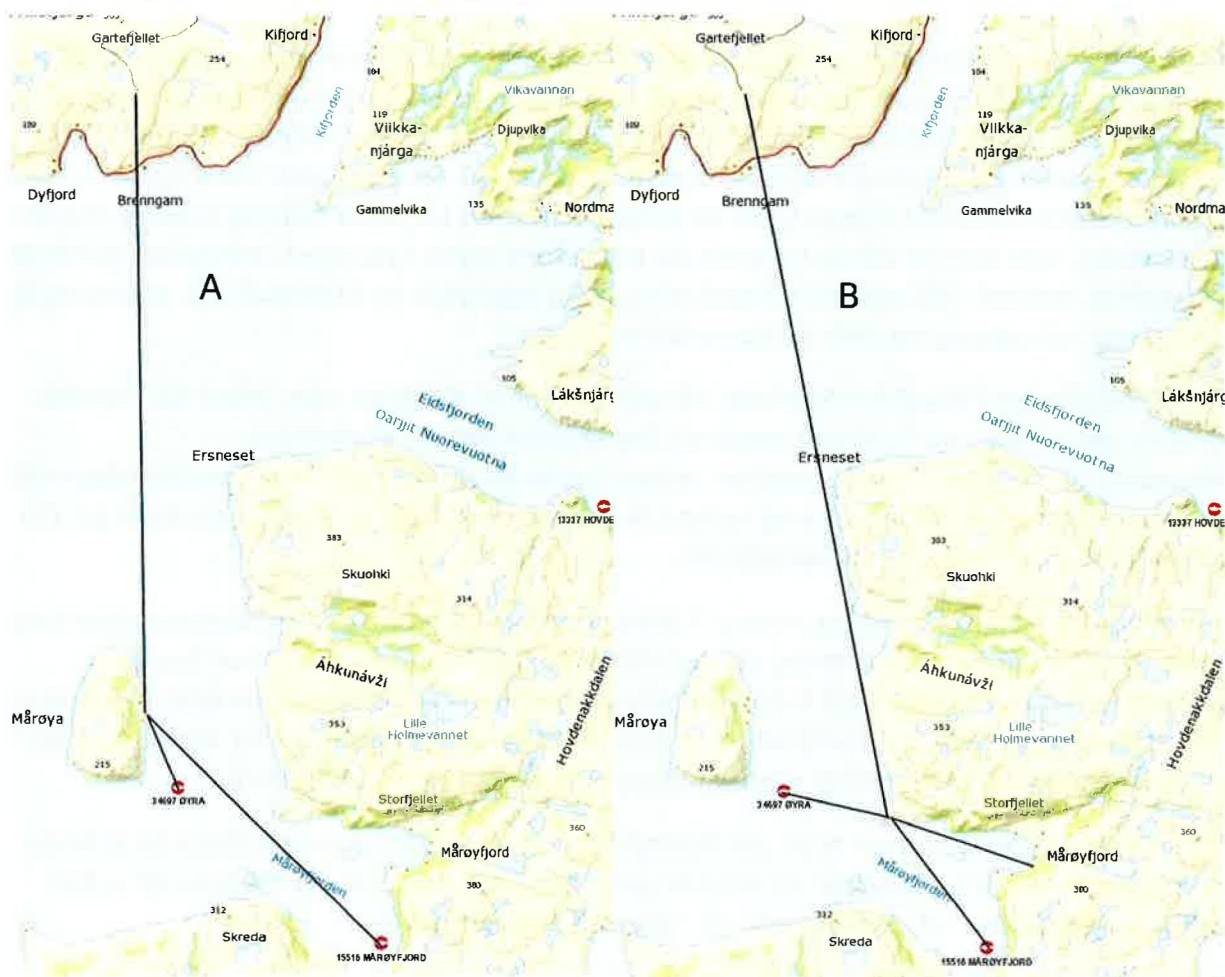 Gartefjellet
Kifjord
254
104
Vikavannan
Kifjorden
109
119
Viikka-
njárga
Djupvika
Dyfjord
Brenngam
Gammelvika
135
Nordma
A
105
Lákšnjárg
Eidsfjorden
Oarjjit Nuorevuotna
Ersneset
13337 HOVDE
383
Skuohki
314
Áhkunávži
Hovdenakkdalen
Mårøya
353
Lille
Holmevannet
215
34697 ØYRA
Storfjellet
360
Mårøyfjord
Mårøyfjorden
380
312
Skreda
15516 MÅRØYFJORD
Gartefjellet
Kifjord
254
104
Vikavannan
Kifjorden
109
119
Viikka-
njárga
Djupvika
Dyfjord
Brenngam
Gammelvika
135
Nordma
B
105
Lákšnjárg
Eidsfjorden
Oarjjit Nuorevuotna
Ersneset
13337 HOVDE
383
Skuohki
314
Áhkunávži
Hovdenakkdalen
Mårøya
353
Lille
Holmevannet
215
34697 ØYRA
Storfjellet
360
Mårøyfjord
Mårøyfjorden
380
312
Skreda
15516 MÅRØYFJORD